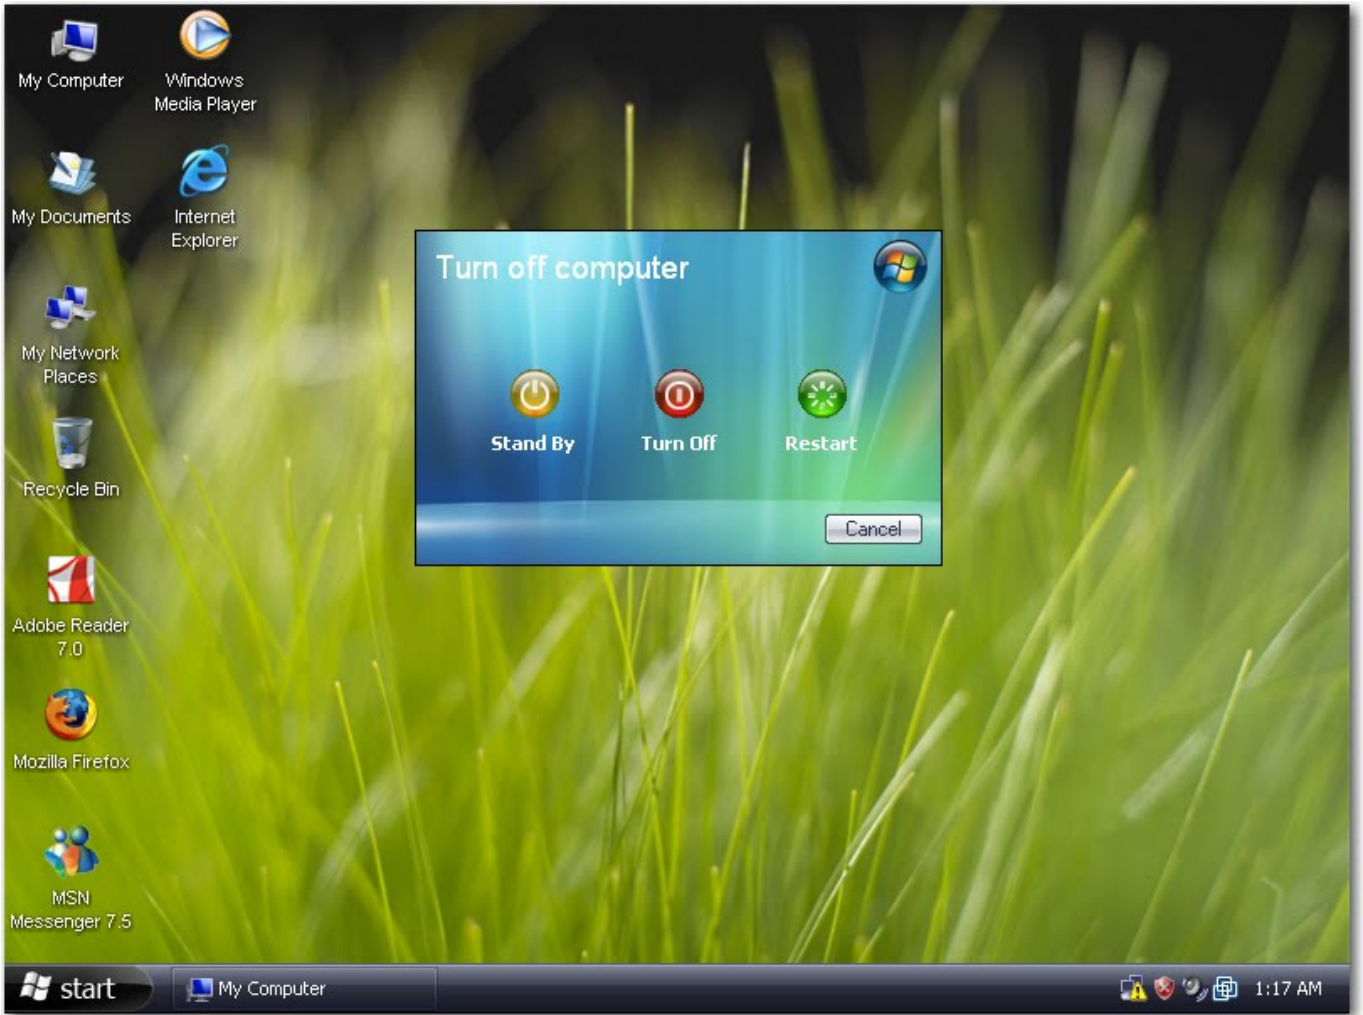 My Computer
Windows
Media Player
My Documents
Internet
Explorer
My Network
Places
Recycle Bin
Adobe Reader
7.0
Mozilla Firefox
MSN
Messenger 7.5
Turn off computer
Stand By
Turn Off
Restart
Cancel
start
My Computer
1:17 AM